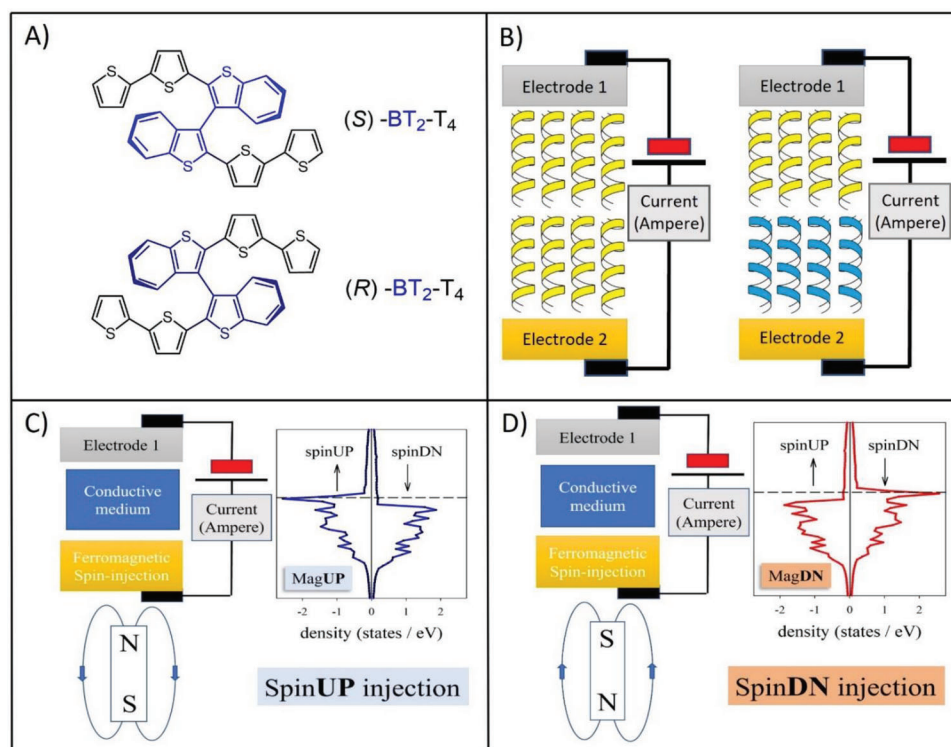 A)
S
S
S
(S) -BT2-T4
S
S
S
S
S
S
(R) -BT2-T4
S
S
S
B)
Electrode 1
Current
(Ampere)
Electrode 2
Electrode 1
Current
(Ampere)
Electrode 2
C)
Electrode 1
Conductive
medium
Ferromagnetic
Spin-injection
Current
(Ampere)
N
S
spinUP
spinDN
MagUP
-2 -1 0 1 2
density (states / eV)
SpinUP injection
D)
Electrode 1
Conductive
medium
Ferromagnetic
Spin-injection
Current
(Ampere)
S
N
spinUP
spinDN
MagDN
-2 -1 0 1 2
density (states / eV)
SpinDN injection